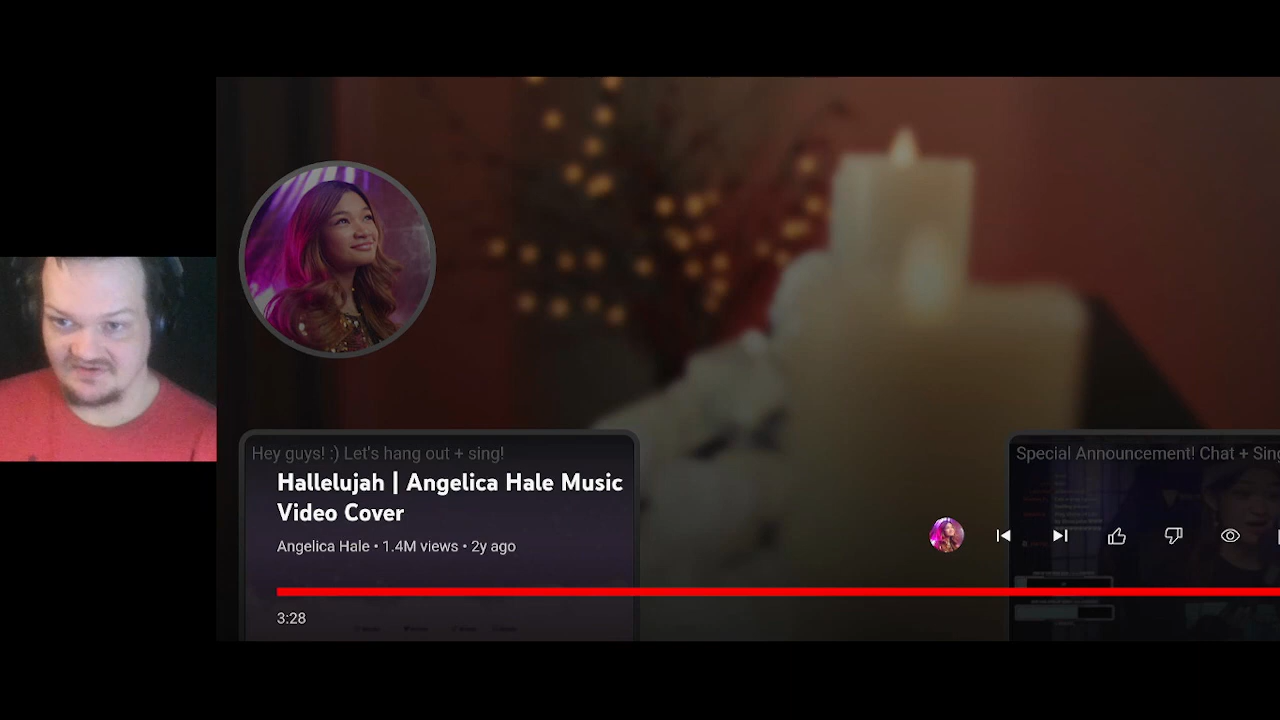 Hey guys! :) Let's hang out + sing!
Special Announcement! Chat + Sing
Hallelujah | Angelica Hale Music
Video Cover
Angelica Hale • 1.4M views • 2y ago
3:28